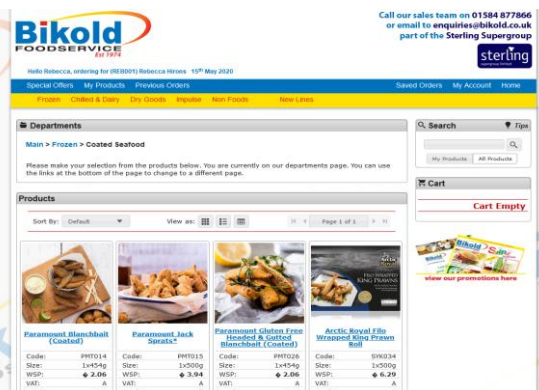 Bikold
FOODSERVICE
Est 1974
Call our sales team on 01584 877866
or email to enquiries@bikold.co.uk
part of the Sterling Supergroup
sterling
Hello Rebecca, ordering for (REB001) Rebecca Hirons 15th May 2020
Special Offers My Products Previous Orders Saved Orders My Account Home
Frozen Chilled & Dairy Dry Goods Impulse Non Foods New Lines
Departments
Main > Frozen > Coated Seafood
Please make your selection from the products below. You are currently on our departments page. You can use
the links at the bottom of the page to change to a different page.
Search Tips
My Products All Products
Cart
Cart Empty
view our promotions here
Products
Sort By: Default View as: Page 1 of 1
Paramount Blanchbait
(Coated)
Code: PMT014
Size: 1x454g
WSP: � 2.06
VAT: A
Paramount Jack
Sprats*
Code: PMT015
Size: 1x500g
WSP: � 3.94
VAT: A
Paramount Gluten Free
Headed & Gutted
Blanchbait (Coated)
Code: PMT026
Size: 1x454g
WSP: � 2.06
VAT: A
FILO WRAPPED
KING PRAWNS
Arctic Royal Filo
Wrapped King Prawn
Roll
Code: SYK034
Size: 1x500g
WSP: � 6.29
VAT: A